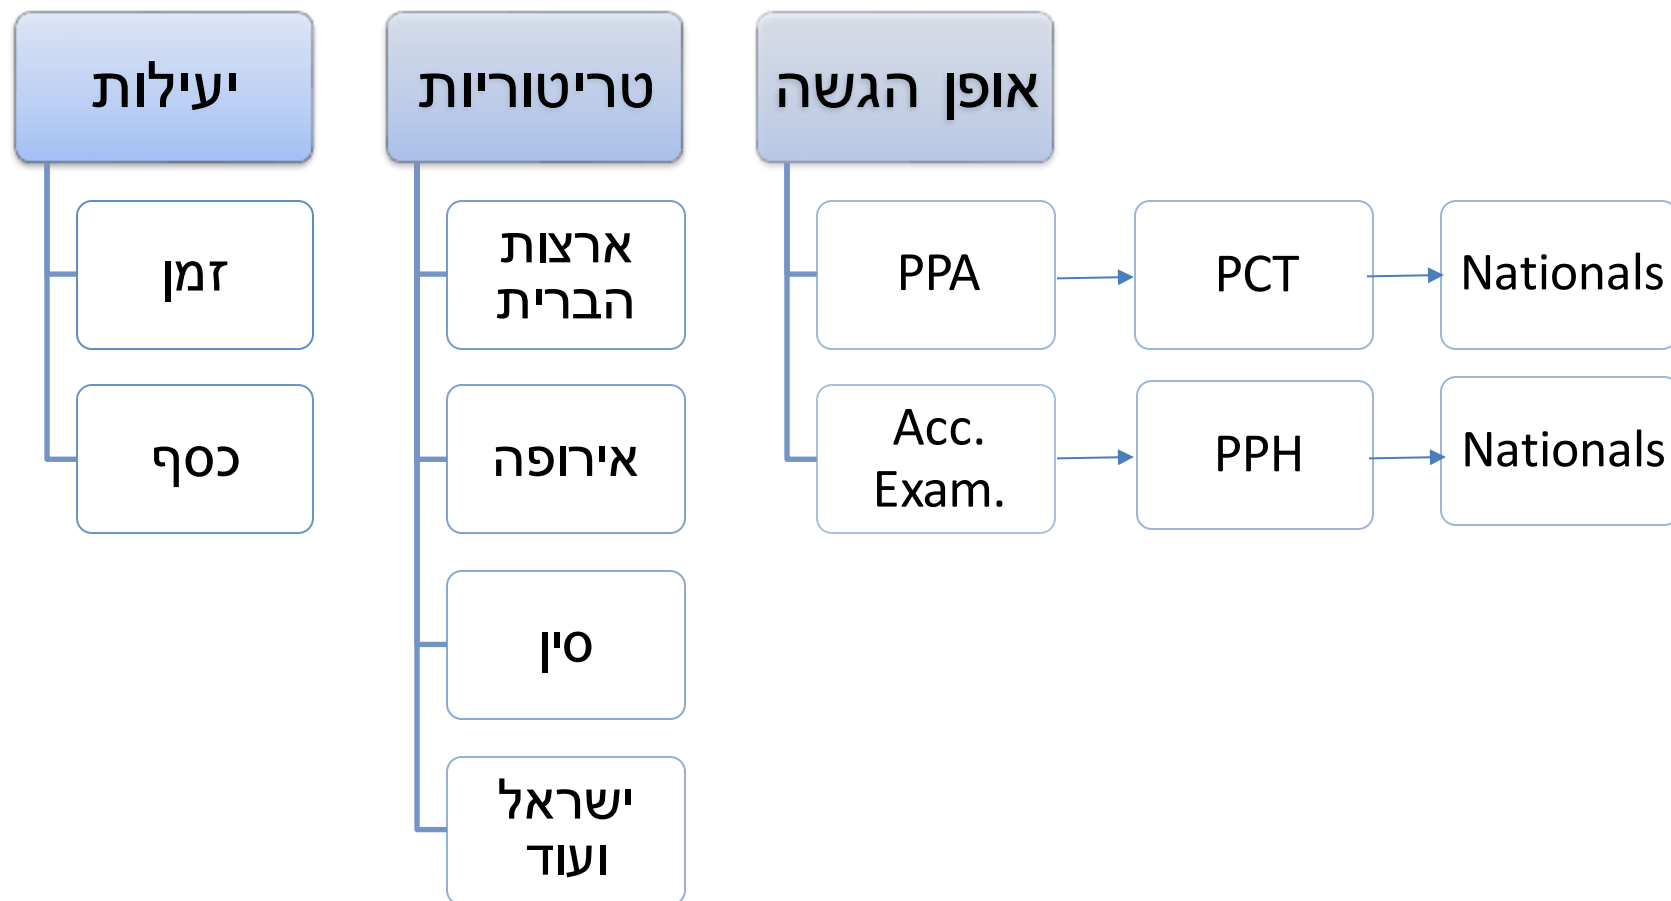 יעילות
זמן
כסף
טריטוריות
ארצות
הברית
אירופה
סין
ישראל
ועוד
אופן הגשה
PPA
PCT
Nationals
Acc.
Exam.
PPH
Nationals